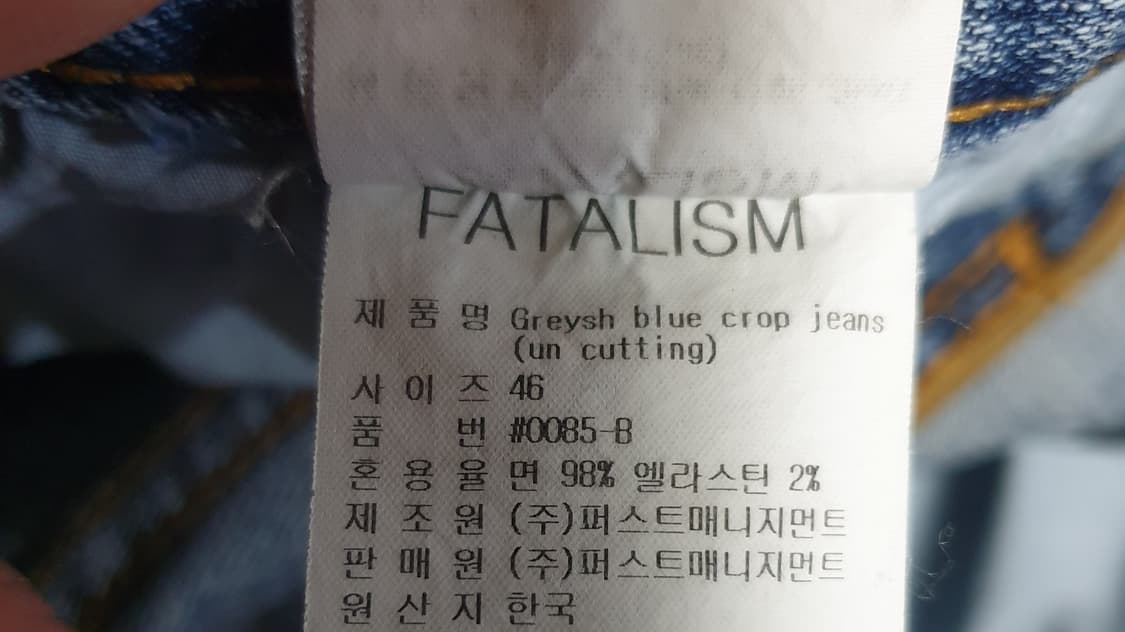 FATALISM
제 품 명 Greysh blue crop jeans
(un cutting)
사 이 즈 46
품 번 #0085-B
혼 용 율 면 98% 엘라스틴 2%
제 조 원 (주)퍼스트매니지먼트
판 매 원 (주)퍼스트매니지먼트
원 산 지 한국